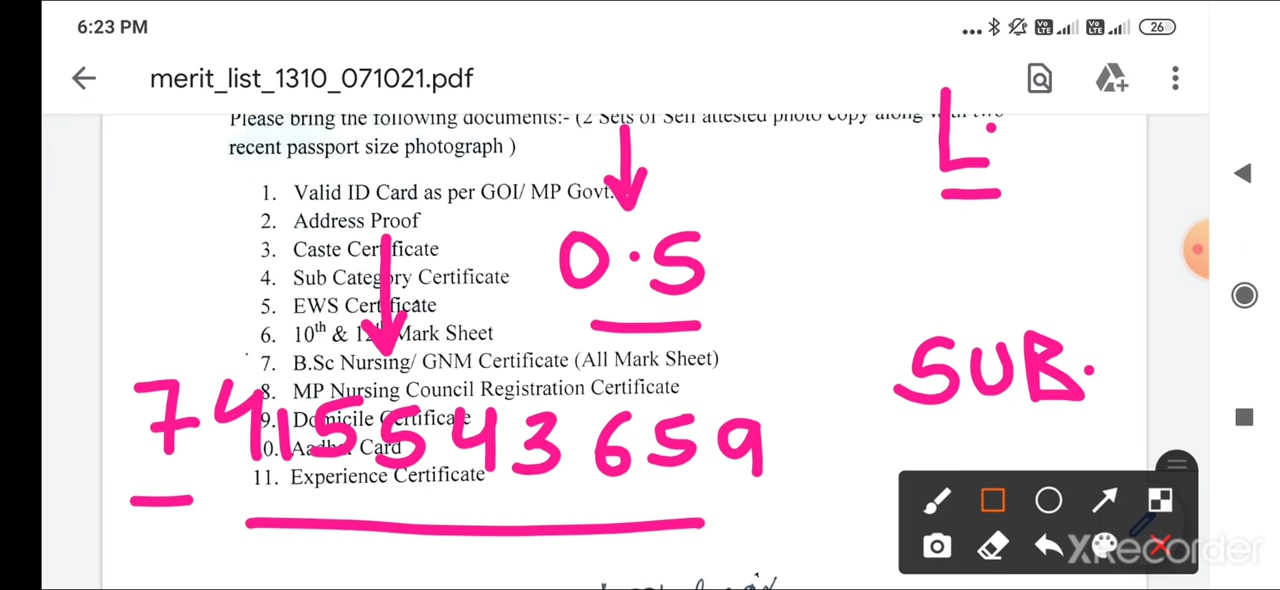 6:23 PM
26
merit_list_1310_071021.pdf
Please bring the following documents:- (2 Sets of Self attested photo copy along with two
recent passport size photograph )
L.
1. Valid ID Card as per GOI/ MP Govt.
2. Address Proof
3. Caste Certificate
0.5
4. Sub Category Certificate
5. EWS Certificate
6. 10th & 12th Mark Sheet
7. B.Sc Nursing/ GNM Certificate (All Mark Sheet)
SUB.
8. MP Nursing Council Registration Certificate
9. Domicile Certificate
7415543659
10. Aadhar Card
11. Experience Certificate
XRecorder